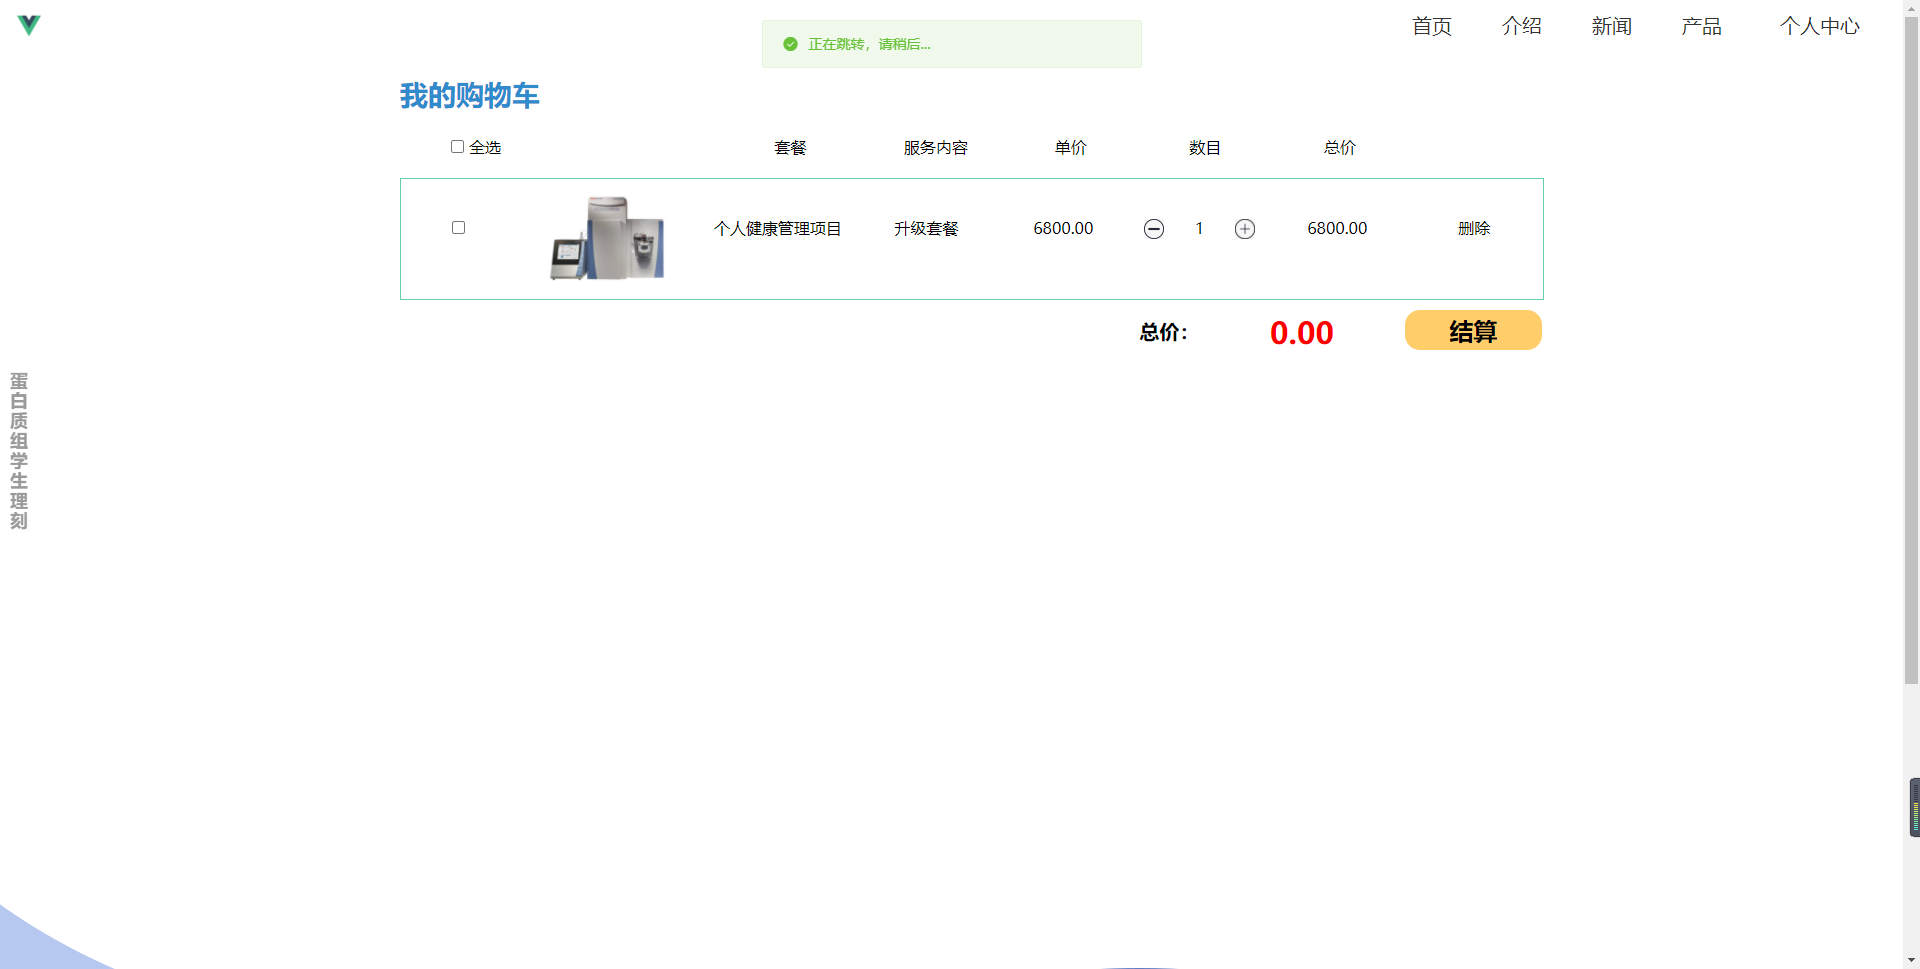 正在跳转，请稍后...
首页 介绍 新闻 产品 个人中心
我的购物车
全选 套餐 服务内容 单价 数目 总价
个人健康管理项目 升级套餐 6800.00 1 6800.00 删除
总价： 0.00 结算
蛋白质组学生理刻